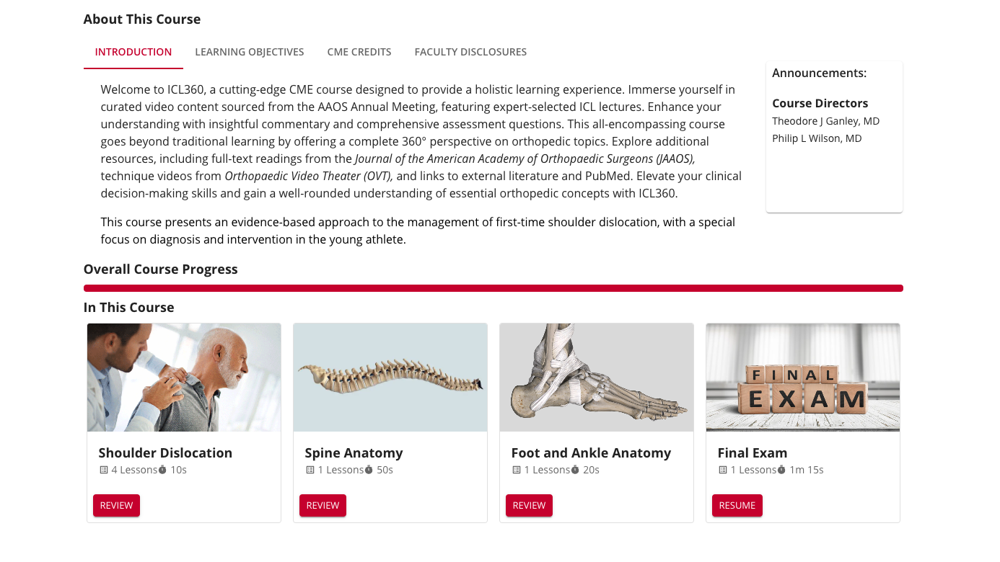 About This Course
INTRODUCTION LEARNING OBJECTIVES CME CREDITS FACULTY DISCLOSURES
Welcome to ICL360, a cutting-edge CME course designed to provide a holistic learning experience. Immerse yourself in
curated video content sourced from the AAOS Annual Meeting, featuring expert-selected ICL lectures. Enhance your
understanding with insightful commentary and comprehensive assessment questions. This all-encompassing course
goes beyond traditional learning by offering a complete 360° perspective on orthopedic topics. Explore additional
resources, including full-text readings from the Journal of the American Academy of Orthopaedic Surgeons (JAAOS),
technique videos from Orthopaedic Video Theater (OVT), and links to external literature and PubMed. Elevate your clinical
decision-making skills and gain a well-rounded understanding of essential orthopedic concepts with ICL360.
This course presents an evidence-based approach to the management of first-time shoulder dislocation, with a special
focus on diagnosis and intervention in the young athlete.
Announcements:
Course Directors
Theodore J Ganley, MD
Philip L Wilson, MD
Overall Course Progress
In This Course
Shoulder Dislocation
4 Lessons 10s
REVIEW
Spine Anatomy
1 Lessons 50s
REVIEW
Foot and Ankle Anatomy
1 Lessons 20s
REVIEW
FINAL
EXAM
Final Exam
1 Lessons 1m 15s
RESUME